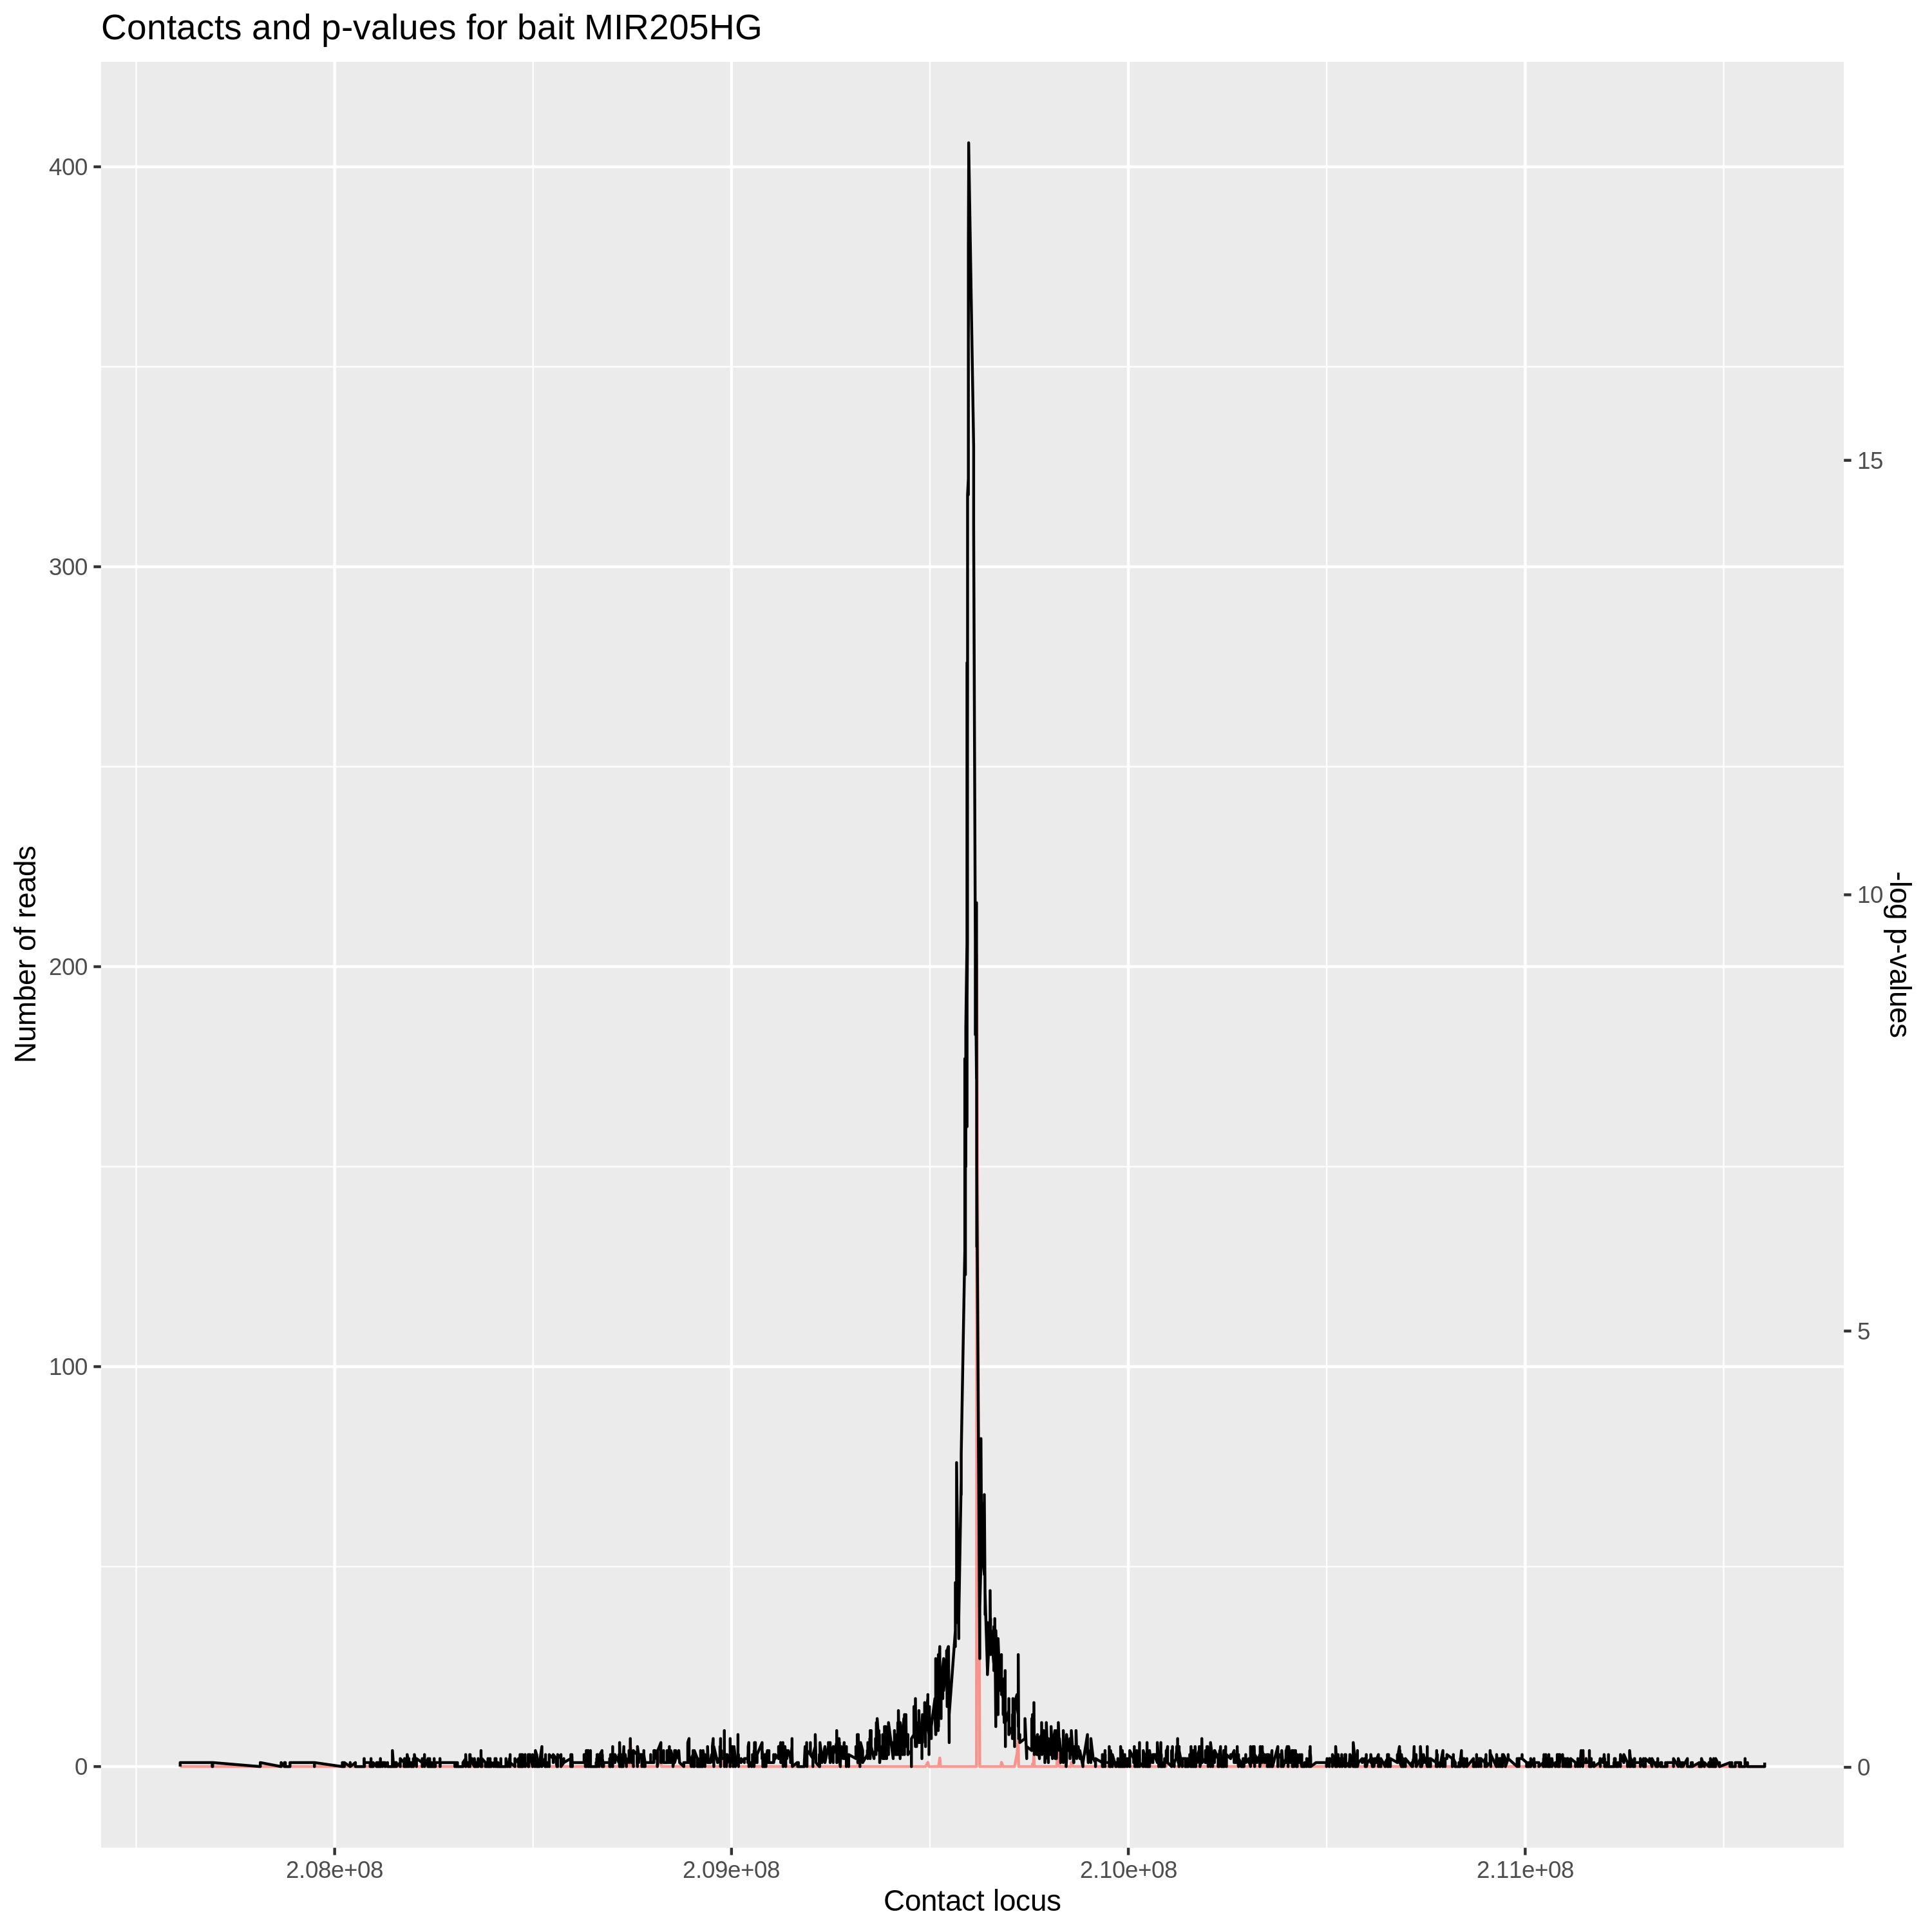 Contacts and p-values for bait MIR205HG
400
300
200
100
0
Number of reads
15
10
5
0
-log p-values
2.08e+08
2.09e+08
2.10e+08
2.11e+08
Contact locus